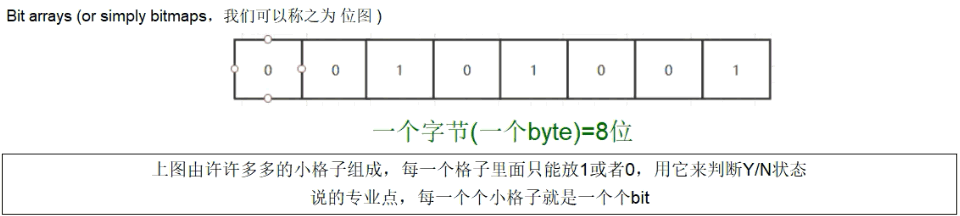 Bit arrays (or simply bitmaps，我们可以称之为 位图 )
0 0 1 0 1 0 0 1
一个字节(一个byte)=8位
上图由许许多多的小格子组成，每一个格子里面只能放1或者0，用它来判断Y/N状态
说的专业点，每一个个小格子就是一个个bit